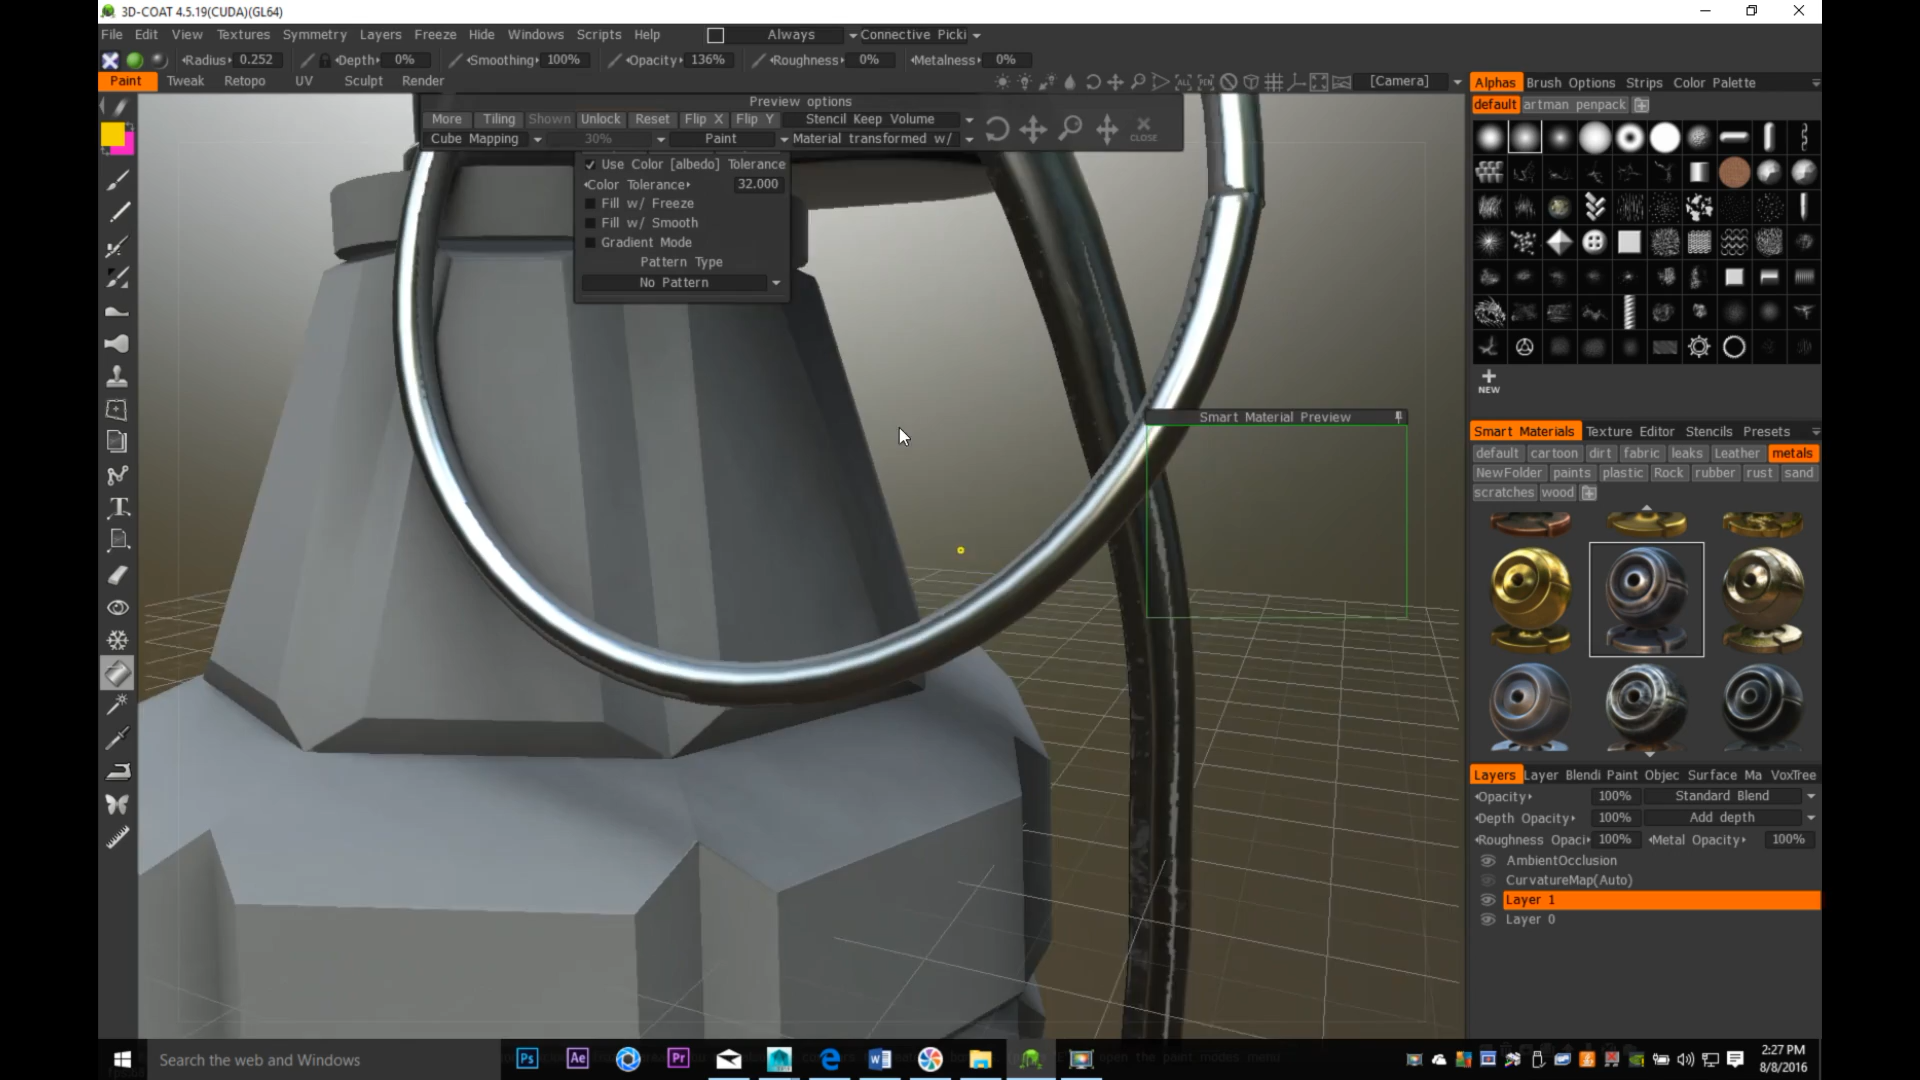 3D-COAT 4.5.19(CUDA)(GL64)
File Edit View Textures Symmetry Layers Freeze Hide Windows Scripts Help Always Connective Picki
Radius 0.252 Depth 0% Smoothing 100% Opacity 136% Roughness 0% Metalness 0%
Paint Tweak Retopo UV Sculpt Render [Camera]
Alphas Brush Options Strips Color Palette
default artman penpack
Preview options
More Tiling Shown Unlock Reset Flip X Flip Y Stencil Keep Volume
Cube Mapping 30% Paint Material transformed w/
CLOSE
Use Color [albedo] Tolerance
Color Tolerance 32.000
Fill w/ Freeze
Fill w/ Smooth
Gradient Mode
Pattern Type
No Pattern
NEW
Smart Material Preview
Smart Materials Texture Editor Stencils Presets
default cartoon dirt fabric leaks Leather metals
NewFolder paints plastic Rock rubber rust sand
scratches wood
Layers Layer Blendi Paint Objec Surface Ma VoxTree
Opacity 100% Standard Blend
Depth Opacity 100% Add depth
Roughness Opaci 100% Metal Opacity 100%
AmbientOcclusion
CurvatureMap(Auto)
Layer 1
Layer 0
Search the web and Windows
Ps Ae Pr
2:27 PM
8/8/2016